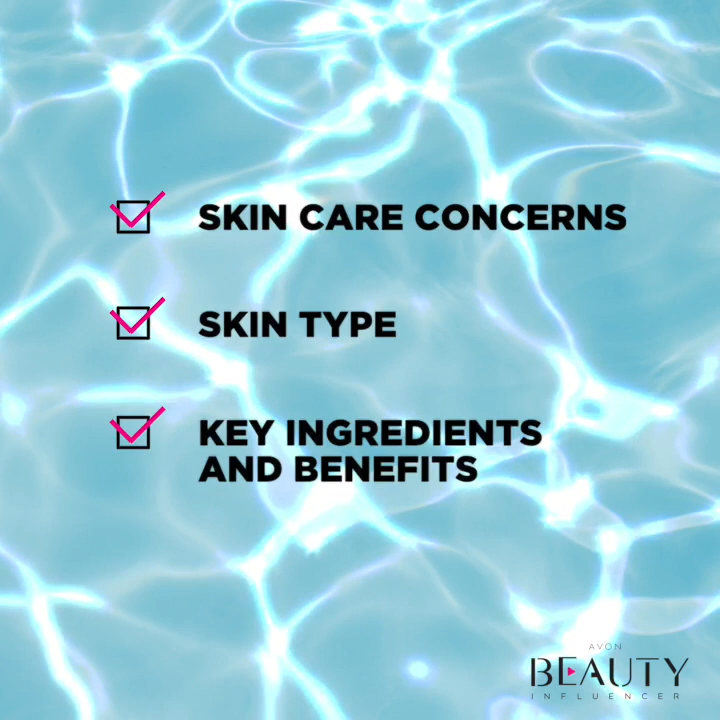 SKIN CARE CONCERNS
SKIN TYPE
KEY INGREDIENTS
AND BENEFITS
AVON
BEAUTY
INFLUENCER